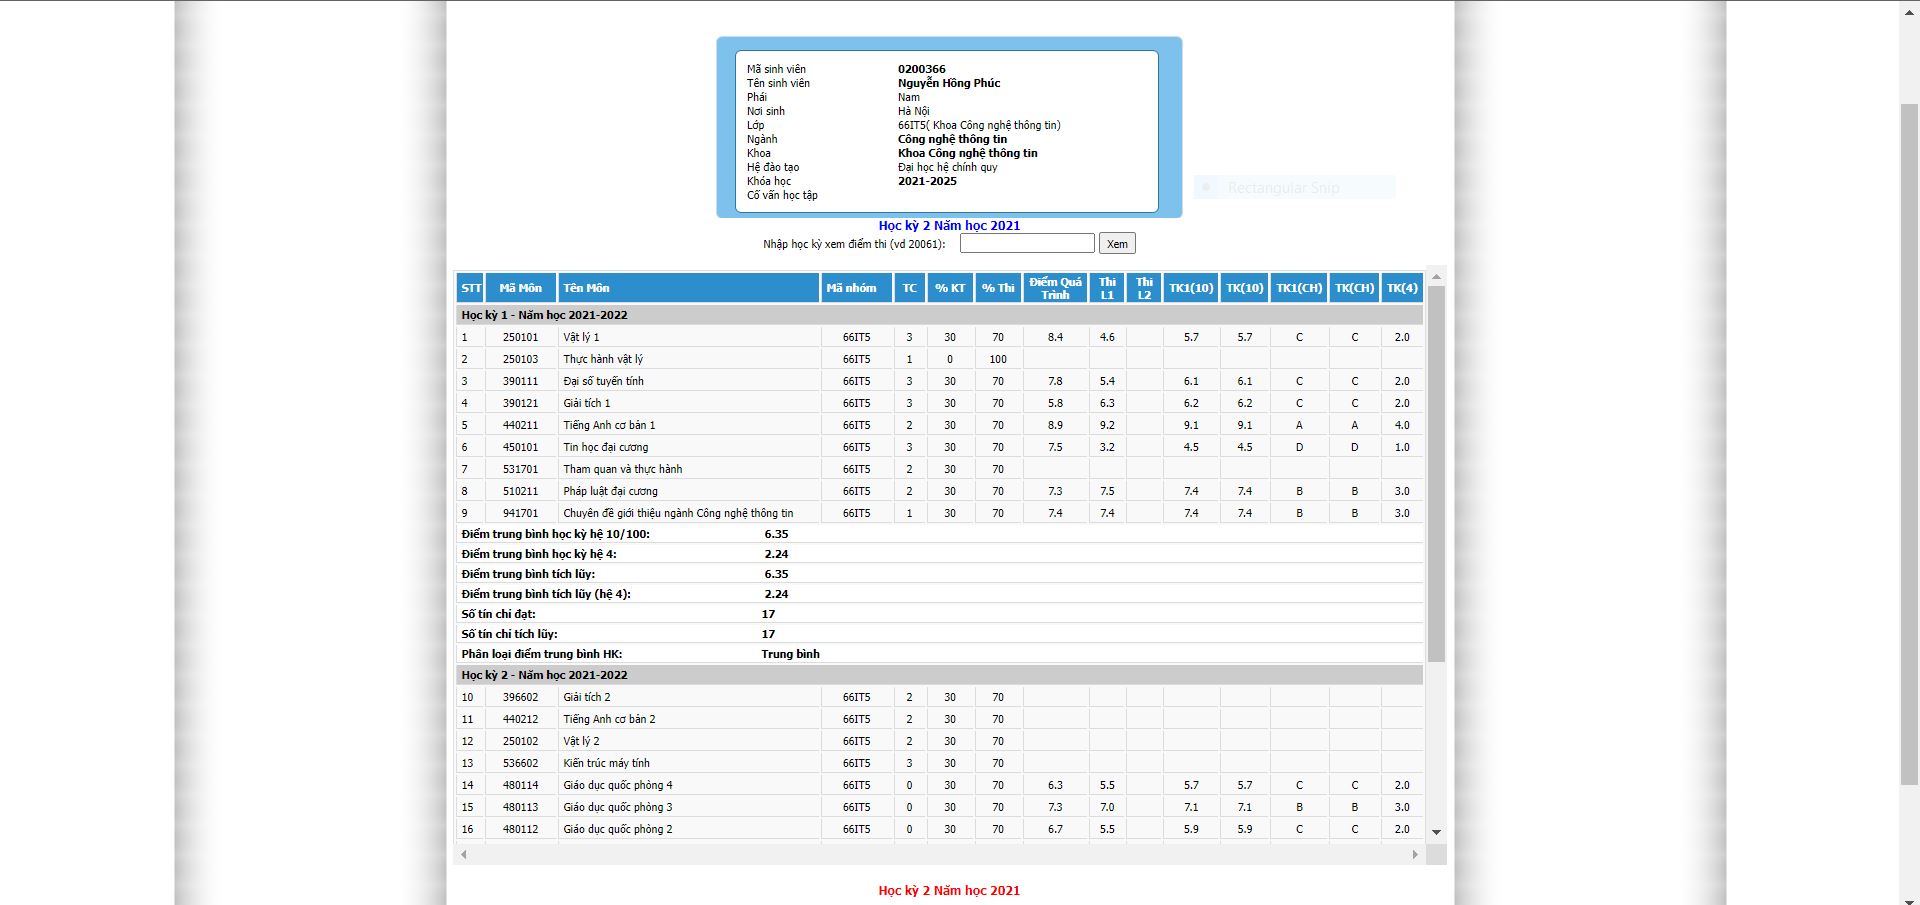 Mã sinh viên 0200366
Tên sinh viên Nguyễn Hồng Phúc
Phái Nam
Nơi sinh Hà Nội
Lớp 66IT5( Khoa Công nghệ thông tin)
Ngành Công nghệ thông tin
Khoa Khoa Công nghệ thông tin
Hệ đào tạo Đại học hệ chính quy
Khóa học 2021-2025
Cố vấn học tập
Rectangular Snip
Học kỳ 2 Năm học 2021
Nhập học kỳ xem điểm thi (vd 20061): Xem
STT Mã Môn Tên Môn Mã nhóm TC % KT % Thi Điểm Quá Trình Thi L1 Thi L2 TK1(10) TK(10) TK1(CH) TK(CH) TK(4)
Học kỳ 1 - Năm học 2021-2022
1 250101 Vật lý 1 66IT5 3 30 70 8.4 4.6 5.7 5.7 C C 2.0
2 250103 Thực hành vật lý 66IT5 1 0 100
3 390111 Đại số tuyến tính 66IT5 3 30 70 7.8 5.4 6.1 6.1 C C 2.0
4 390121 Giải tích 1 66IT5 3 30 70 5.8 6.3 6.2 6.2 C C 2.0
5 440211 Tiếng Anh cơ bản 1 66IT5 2 30 70 8.9 9.2 9.1 9.1 A A 4.0
6 450101 Tin học đại cương 66IT5 3 30 70 7.5 3.2 4.5 4.5 D D 1.0
7 531701 Tham quan và thực hành 66IT5 2 30 70
8 510211 Pháp luật đại cương 66IT5 2 30 70 7.3 7.5 7.4 7.4 B B 3.0
9 941701 Chuyên đề giới thiệu ngành Công nghệ thông tin 66IT5 1 30 70 7.4 7.4 7.4 7.4 B B 3.0
Điểm trung bình học kỳ hệ 10/100: 6.35
Điểm trung bình học kỳ hệ 4: 2.24
Điểm trung bình tích lũy: 6.35
Điểm trung bình tích lũy (hệ 4): 2.24
Số tín chỉ đạt: 17
Số tín chỉ tích lũy: 17
Phân loại điểm trung bình HK: Trung bình
Học kỳ 2 - Năm học 2021-2022
10 396602 Giải tích 2 66IT5 2 30 70
11 440212 Tiếng Anh cơ bản 2 66IT5 2 30 70
12 250102 Vật lý 2 66IT5 2 30 70
13 536602 Kiến trúc máy tính 66IT5 3 30 70
14 480114 Giáo dục quốc phòng 4 66IT5 0 30 70 6.3 5.5 5.7 5.7 C C 2.0
15 480113 Giáo dục quốc phòng 3 66IT5 0 30 70 7.3 7.0 7.1 7.1 B B 3.0
16 480112 Giáo dục quốc phòng 2 66IT5 0 30 70 6.7 5.5 5.9 5.9 C C 2.0
Học kỳ 2 Năm học 2021